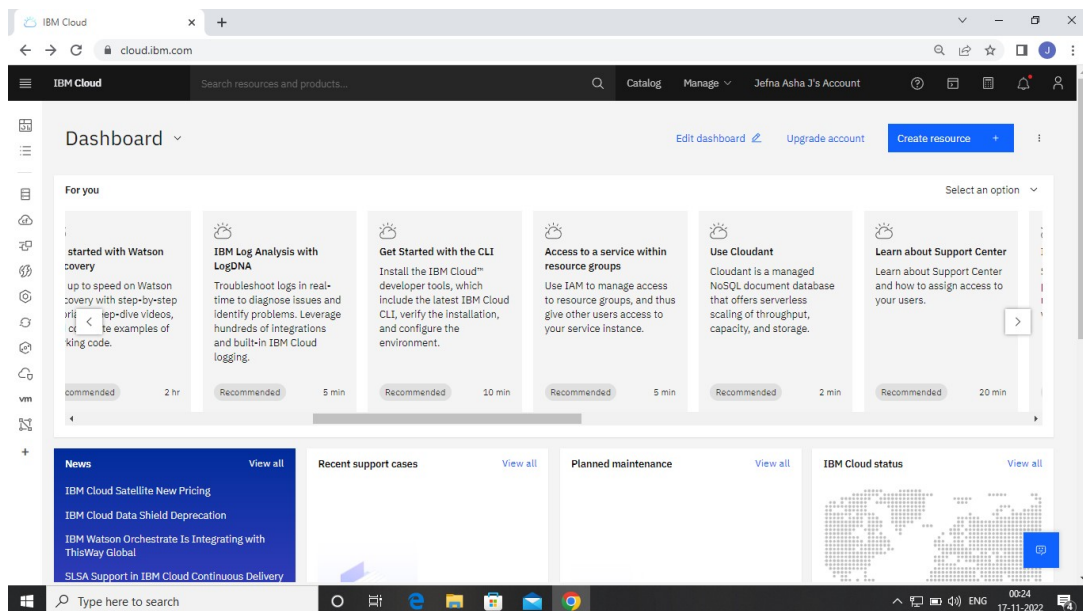 IBM Cloud
cloud.ibm.com
J
IBM Cloud
Search resources and products...
Catalog
Manage
Jefna Asha J's Account
Dashboard
Edit dashboard
Upgrade account
Create resource +
For you
Select an option
started with Watson
covery
up to speed on Watson
covery with step-by-step
ep-dive videos,
te examples of
king code.
commended
2 hr
IBM Log Analysis with
LogDNA
Troubleshoot logs in real-
time to diagnose issues and
identify problems. Leverage
hundreds of integrations
and built-in IBM Cloud
logging.
Recommended
5 min
Get Started with the CLI
Install the IBM Cloud™
developer tools, which
include the latest IBM Cloud
CLI, verify the installation,
and configure the
environment.
Recommended
10 min
Access to a service within
resource groups
Use IAM to manage access
to resource groups, and thus
give other users access to
your service instance.
Recommended
5 min
Use Cloudant
Cloudant is a managed
NoSQL document database
that offers serverless
scaling of throughput,
capacity, and storage.
Recommended
2 min
Learn about Support Center
Learn about Support Center
and how to assign access to
your users.
Recommended
20 min
vm
News
View all
IBM Cloud Satellite New Pricing
IBM Cloud Data Shield Deprecation
IBM Watson Orchestrate Is Integrating with
ThisWay Global
SLSA Support in IBM Cloud Continuous Delivery
Recent support cases
View all
Planned maintenance
View all
IBM Cloud status
View all
Type here to search
ENG
00:24
17-11-2022
4